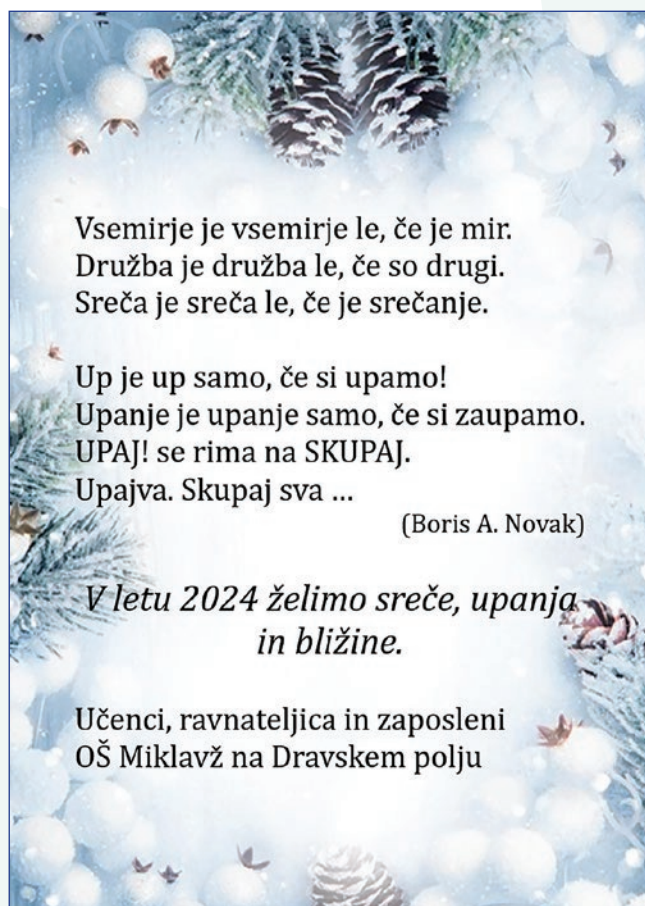 Vsemirje je vsemirje le, če je mir.
Družba je družba le, če so drugi.
Sreča je sreča le, če je srečanje.
Up je up samo, če si upamo!
Upanje je upanje samo, če si zaupamo.
UPAJ! se rima na SKUPAJ.
Upajva. Skupaj sva ...
(Boris A. Novak)
V letu 2024 želimo sreče, upanja
in bližine.
Učenci, ravnateljica in zaposleni
OŠ Miklavž na Dravskem polju